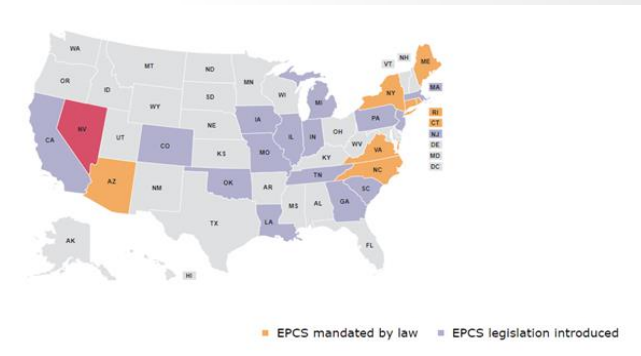 WA
MT
ND
MN
VT
NH
ME
OR
ID
SD
WI
MI
NY
MA
WY
RI
CT
NJ
DE
MD
DC
NV
NE
IA
PA
CA
UT
CO
IL
IN
OH
KS
MO
WV
VA
KY
AZ
NM
OK
AR
TN
NC
SC
MS
AL
GA
TX
LA
FL
AK
HI
EPCS mandated by law
EPCS legislation introduced